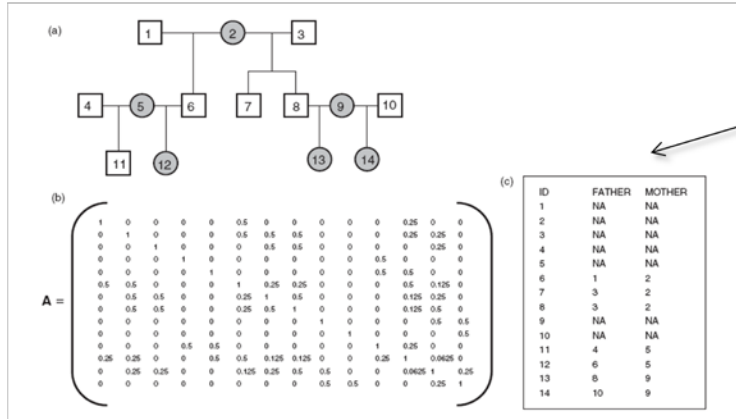 (a)
1 2 3
4 5 6 7 8 9 10
11 12 13 14
(b)
A =
1 0 0 0 0 0.5 0 0 0 0 0 0.25 0 0
0 1 0 0 0 0.5 0.5 0.5 0 0 0 0.25 0.25 0
0 0 1 0 0 0 0.5 0.5 0 0 0 0 0.25 0
0 0 0 1 0 0 0 0 0 0 0.5 0 0 0
0 0 0 0 1 0 0 0 0 0 0.5 0.5 0 0
0.5 0.5 0 0 0 1 0.25 0.25 0 0 0 0.5 0.125 0
0 0.5 0.5 0 0 0.25 1 0.5 0 0 0 0.125 0.25 0
0 0.5 0.5 0 0 0.25 0.5 1 0 0 0 0.125 0.5 0
0 0 0 0 0 0 0 0 1 0 0 0 0.5 0.5
0 0 0 0 0 0 0 0 0 1 0 0 0 0.5
0 0 0 0.5 0.5 0 0 0 0 0 1 0.25 0 0
0.25 0.25 0 0 0.5 0.5 0.125 0.125 0 0 0.25 1 0.0625 0
0 0.25 0.25 0 0 0.125 0.25 0.5 0.5 0 0 0.0625 1 0.25
0 0 0 0 0 0 0 0 0.5 0.5 0 0 0.25 1
(c)
ID FATHER MOTHER
1 NA NA
2 NA NA
3 NA NA
4 NA NA
5 NA NA
6 1 2
7 3 2
8 3 2
9 NA NA
10 NA NA
11 4 5
12 6 5
13 8 9
14 10 9